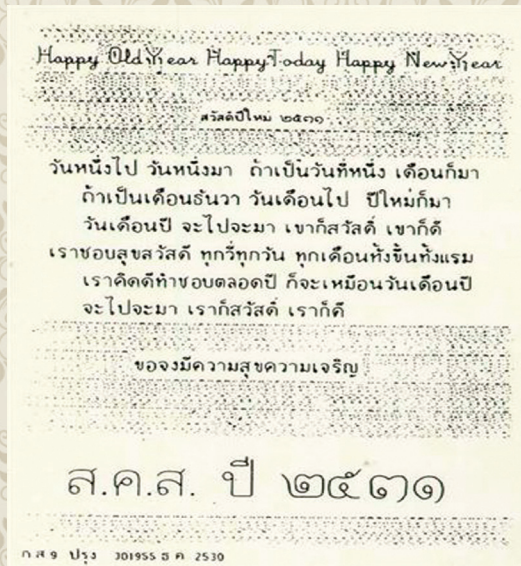 Happy Old Year Happy Today Happy New Year
สวัสดีปีใหม่ ๒๕๓๑
วันหนึ่งไป วันหนึ่งมา ถ้าเป็นวันที่หนึ่ง เดือนก็มา
ถ้าเป็นเดือนธันวา วันเดือนไป ปีใหม่ก็มา
วันเดือนปี จะไปจะมา เขาก็สวัสดิ์ เขาก็ดี
เราชอบสุขสวัสดี ทุกวี่ทุกวัน ทุกเดือนทั้งขึ้นทั้งแรม
เราคิดดีทำชอบตลอดปี ก็จะเหมือนวันเดือนปี
จะไปจะมา เราก็สวัสดิ์ เราก็ดี
ขอจงมีความสุขความเจริญ
ส.ค.ส. ปี ๒๕๓๑
ก ส 9 ปรุง 301955 ธ ค 2530